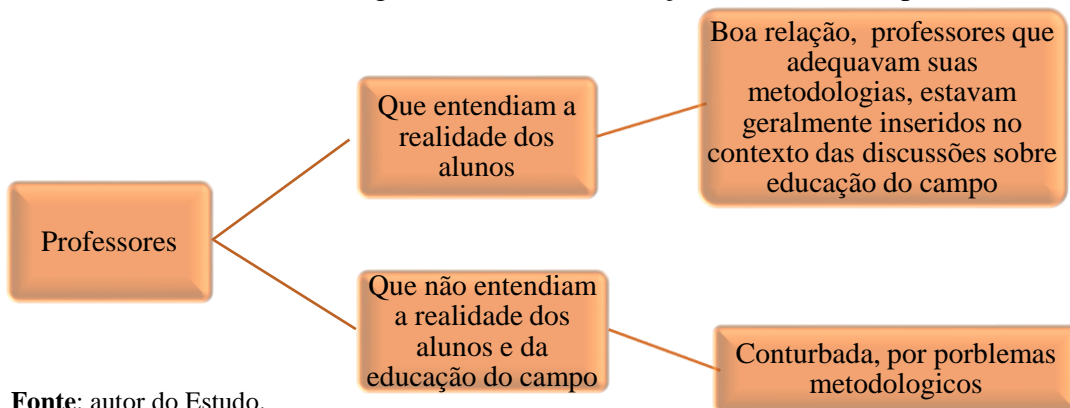 Boa relação, professores que
adequavam suas
metodologias, estavam
geralmente inseridos no
contexto das discussões sobre
educação do campo
Que entendiam a
realidade dos
alunos
Professores
Que não entendiam
a realidade dos
alunos e da
educação do campo
Conturbada, por porblemas
metodologicos
Fonte: autor do Estudo.